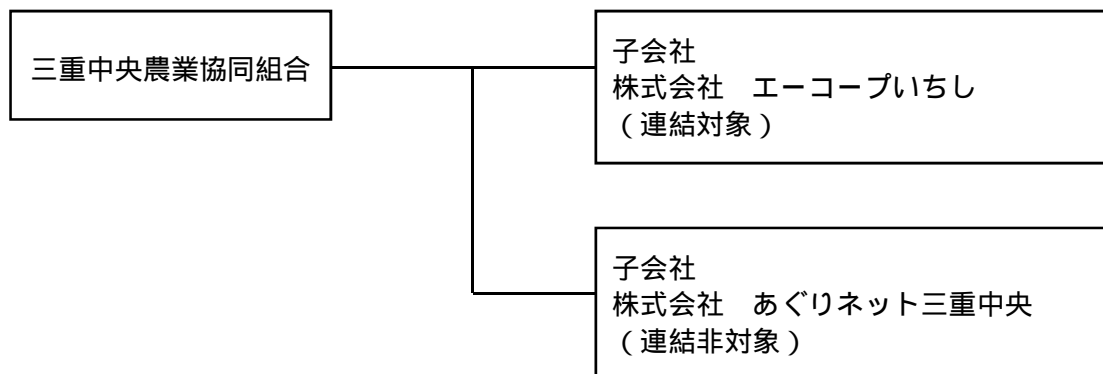 三重中央農業協同組合
子会社
株式会社　エーコープいちし
（連結対象）
子会社
株式会社　あぐりネット三重中央
（連結非対象）